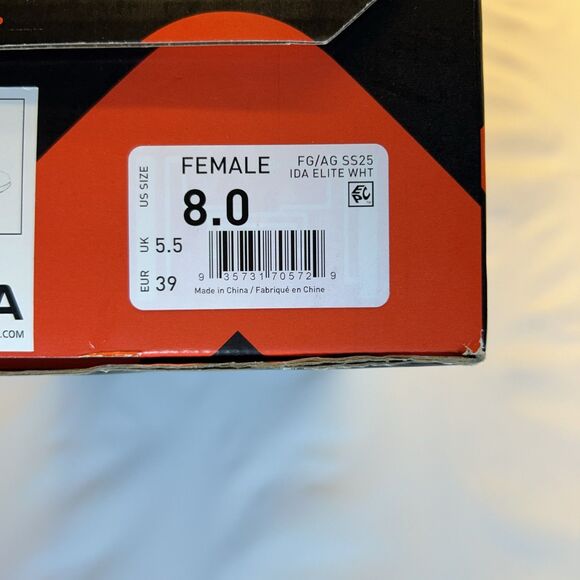 FEMALE
FG/AG SS25
IDA ELITE WHT
US SIZE
8.0
EPC
UK 5.5
EUR 39
9 35731 70572 9
Made in China / Fabriqué en Chine
A
.COM